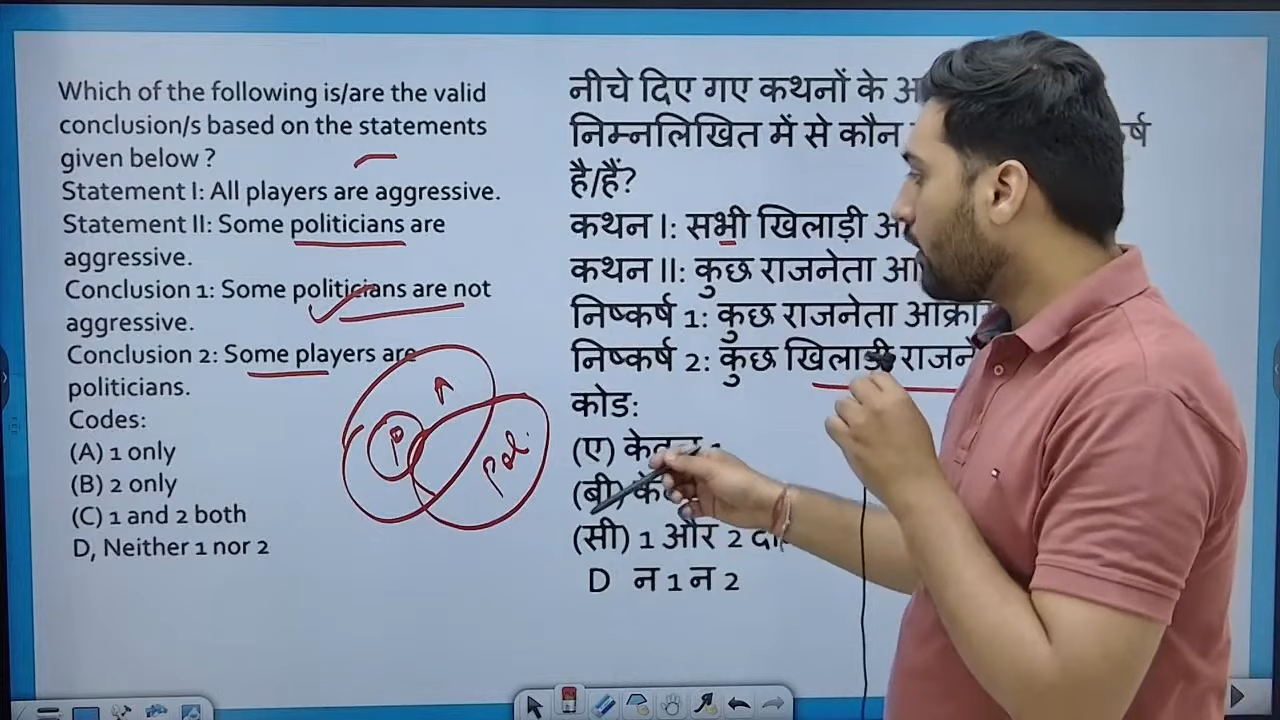 Which of the following is/are the valid
conclusion/s based on the statements
given below ?
Statement I: All players are aggressive.
Statement II: Some politicians are
aggressive.
Conclusion 1: Some politicians are not
aggressive.
Conclusion 2: Some players are
politicians.
Codes:
(A) 1 only
(B) 2 only
(C) 1 and 2 both
D, Neither 1 nor 2
A
P
pol.
नीचे दिए गए कथनों के
निम्नलिखित में से कौन
है/हैं?
कथन I: सभी खिलाड़ी
कथन II: कुछ राजनेता
निष्कर्ष 1: कुछ राजनेता
निष्कर्ष 2: कुछ खिलाड़ी
कोड:
(ए) केवल 1
(बी)
(सी) 1 और 2
D न 1 न 2